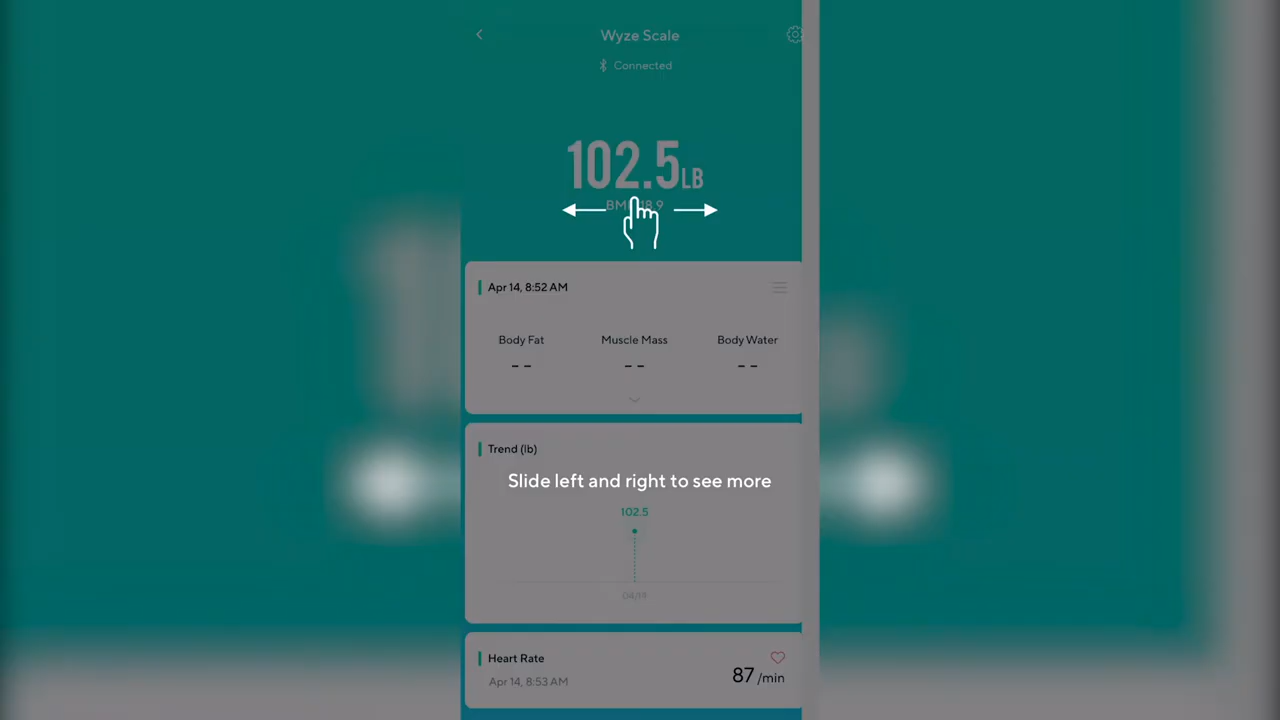 Wyze Scale
Connected
102.5 LB
BMI 18.9
Apr 14, 8:52 AM
Body Fat Muscle Mass Body Water
-- -- --
Trend (lb)
Slide left and right to see more
102.5
Heart Rate
Apr 14, 8:53 AM
87 /min